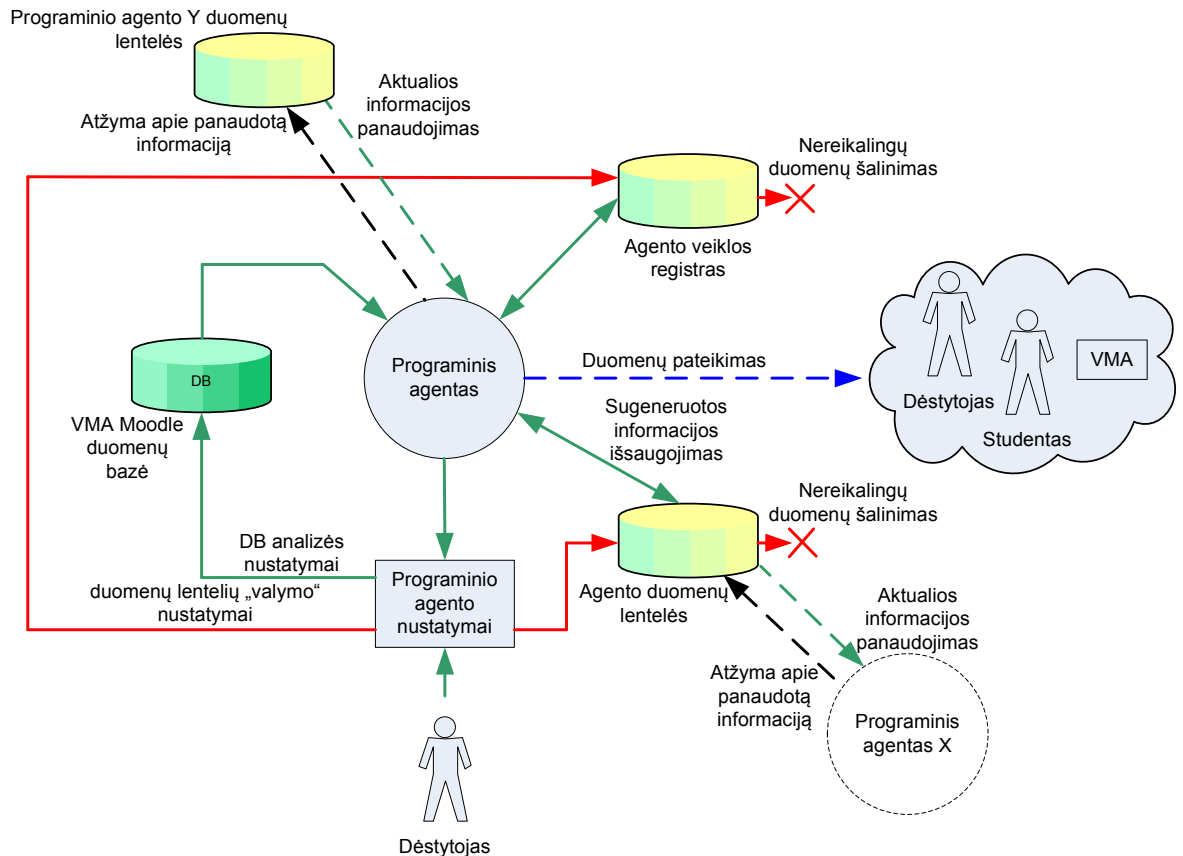 Programinio agento Y duomenų
lentelės
Aktualios
informacijos
panaudojimas
Atžyma apie panaudotą
informaciją
Nereikalingų
duomenų šalinimas
Agento veiklos
registras
DB
VMA Moodle
duomenų
bazė
Programinis
agentas
Duomenų pateikimas
VMA
Dėstytojas
Studentas
Sugeneruotos
informacijos
išsaugojimas
Nereikalingų
duomenų šalinimas
DB analizės
nustatymai
duomenų lentelių „valymo“
nustatymai
Programinio
agento
nustatymai
Agento duomenų
lentelės
Aktualios
informacijos
panaudojimas
Atžyma apie
panaudotą
informaciją
Programinis
agentas X
Dėstytojas